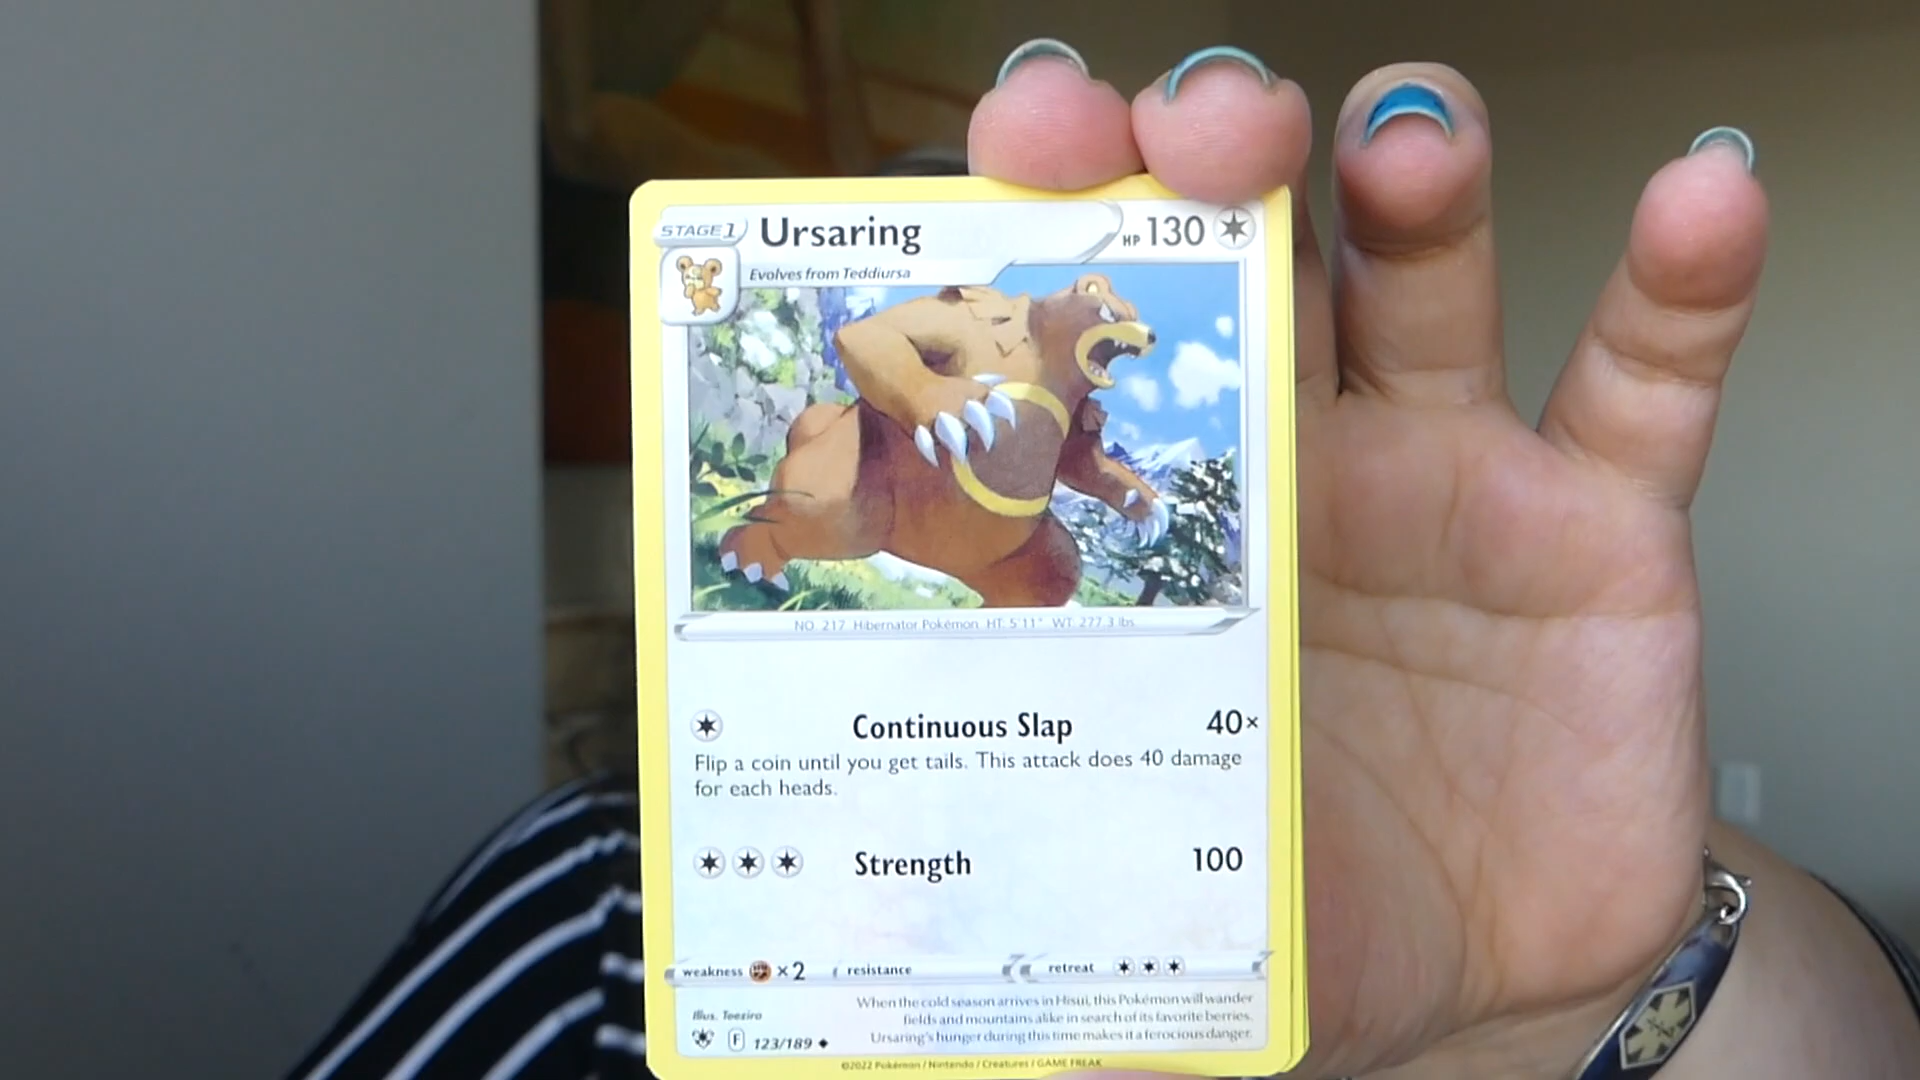 STAGE 1 Ursaring HP 130
Evolves from Teddiursa
NO. 217 Hibernator Pokémon HT: 5'11" WT: 277.3 lbs.
Continuous Slap 40×
Flip a coin until you get tails. This attack does 40 damage
for each heads.
Strength 100
weakness ×2 resistance retreat
When the cold season arrives in Hisui, this Pokémon will wander
fields and mountains alike in search of its favorite berries.
Ursaring's hunger during this time makes it a ferocious danger.
Illus. Teeziro
F 123/189
©2022 Pokémon / Nintendo / Creatures / GAME FREAK